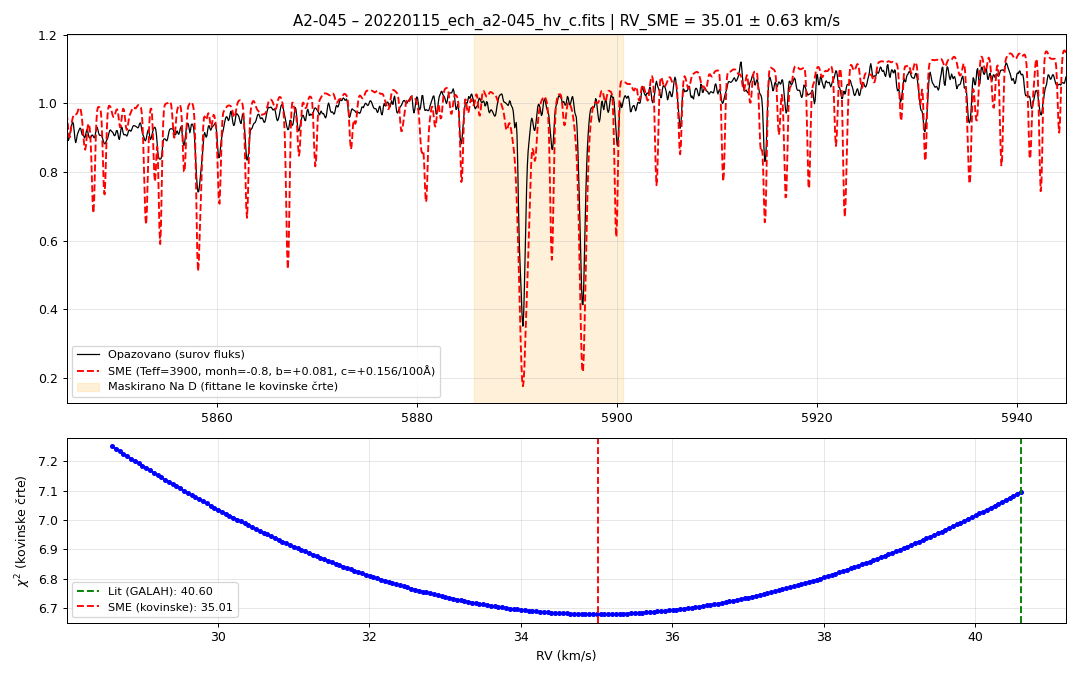 A2-045 – 20220115_ech_a2-045_hv_c.fits | RV_SME = 35.01 ± 0.63 km/s
1.2
1.0
0.8
0.6
0.4
0.2
Opazovano (surov fluks)
SME (Teff=3900, monh=-0.8, b=+0.081, c=+0.156/100Å)
Maskirano Na D (fittane le kovinske črte)
5860 5880 5900 5920 5940
7.2
7.1
7.0
6.9
6.8
6.7
χ² (kovinske črte)
Lit (GALAH): 40.60
SME (kovinske): 35.01
30 32 34 36 38 40
RV (km/s)